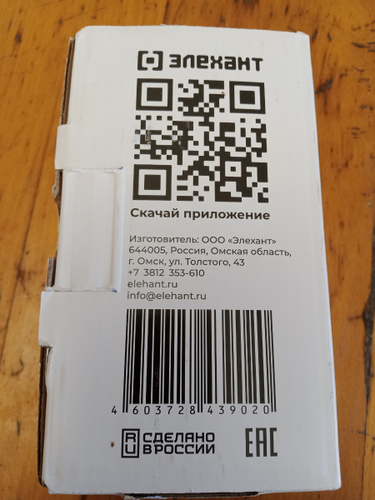 элехант
Скачай приложение
Изготовитель: ООО «Элехант»
644005, Россия, Омская область,
г. Омск, ул. Толстого, 43
+7 3812 353-610
elehant.ru
info@elehant.ru
4 603728 439020
RU СДЕЛАНО
В РОССИИ
EAC